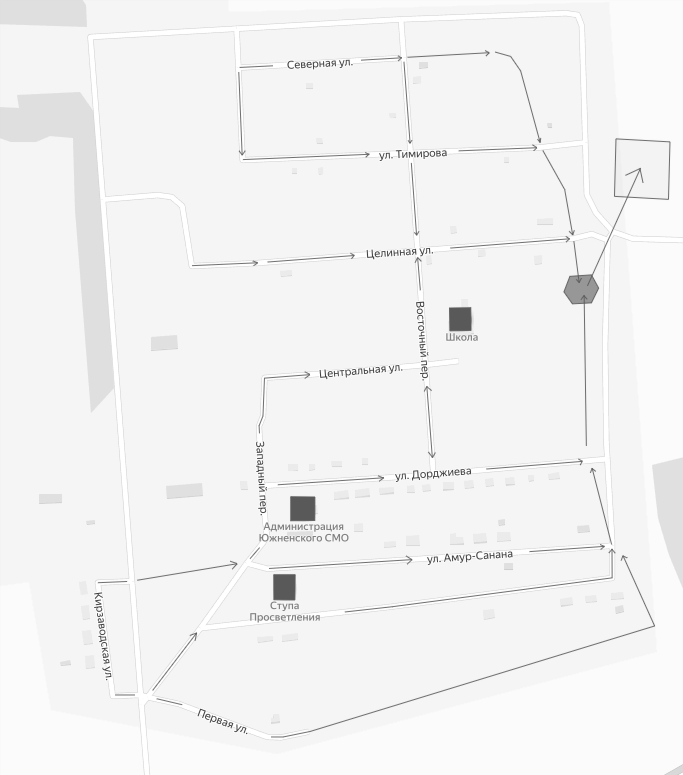 Северная ул.
ул. Тимирова
Целинная ул.
Восточный пер.
Школа
Центральная ул.
Западный пер.
ул. Дорджиева
Администрация
Южненского СМО
ул. Амур-Санана
Ступа
Просветления
Кирзаводская ул.
Первая ул.